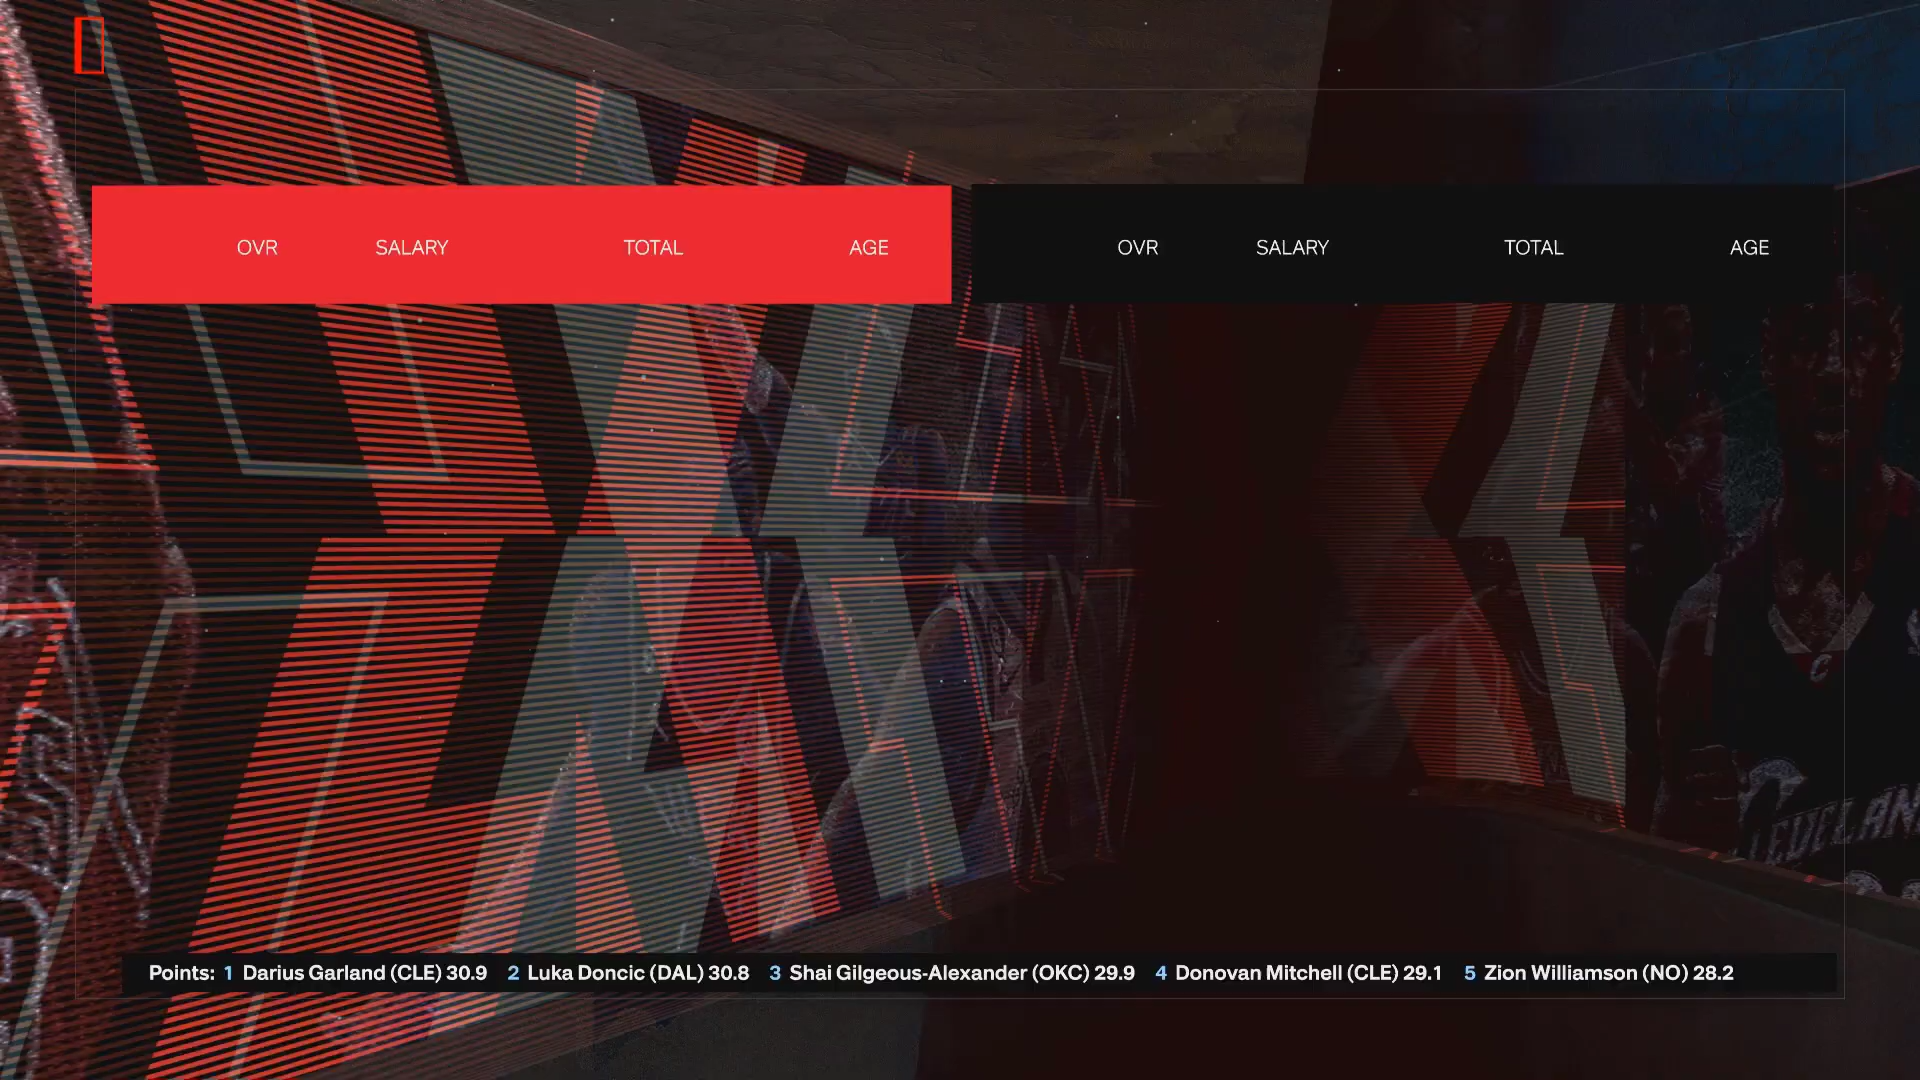 OVR SALARY TOTAL AGE
OVR SALARY TOTAL AGE
C
CLEVELAN
Points: 1 Darius Garland (CLE) 30.9 2 Luka Doncic (DAL) 30.8 3 Shai Gilgeous-Alexander (OKC) 29.9 4 Donovan Mitchell (CLE) 29.1 5 Zion Williamson (NO) 28.2